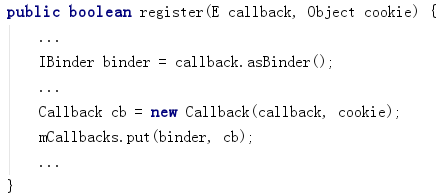 public boolean register(E callback, Object cookie) {
...
IBinder binder = callback.asBinder();
...
Callback cb = new Callback(callback, cookie);
mCallbacks.put(binder, cb);
...
}